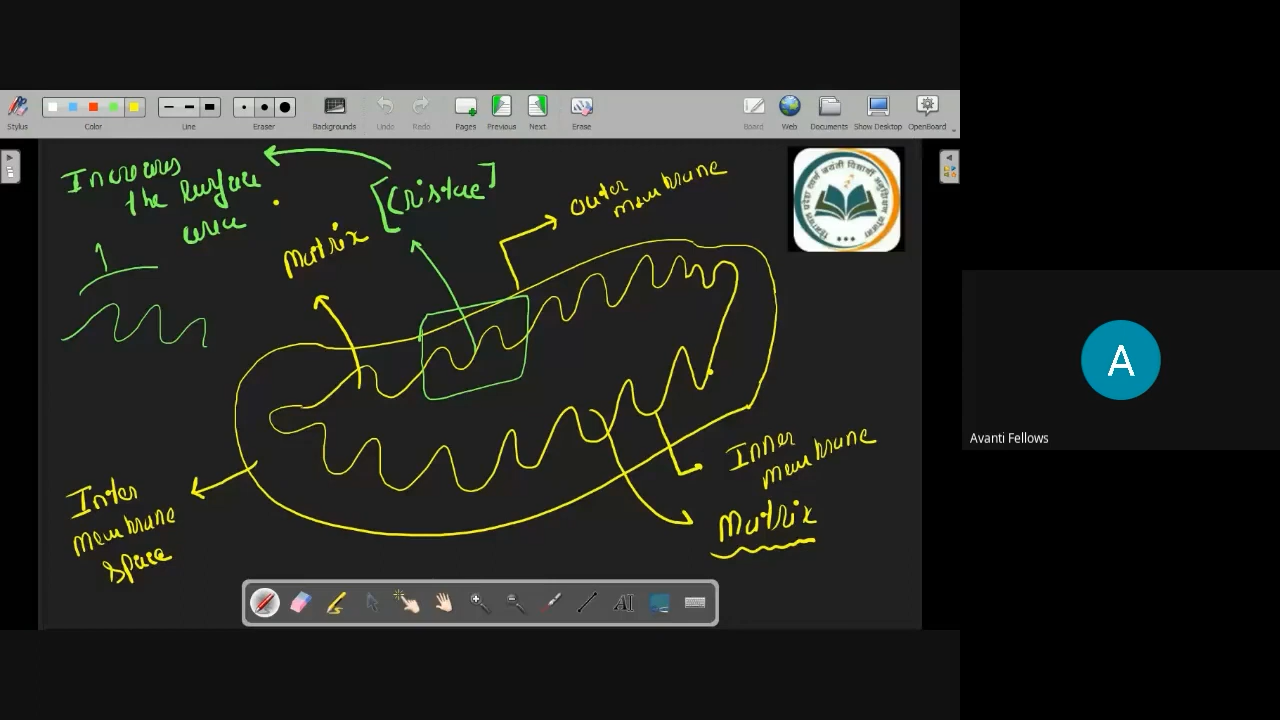 Stylus
Color
Line
Eraser
Backgrounds
Undo
Redo
Pages
Previous
Next
Erase
Board
Web
Documents
Show Desktop
OpenBoard
Increases
the surface
area
[Cristae]
Outer
membrane
Matrix
Inner
membrane
Matrix
Inter
membrane
space
A
Avanti Fellows
AI